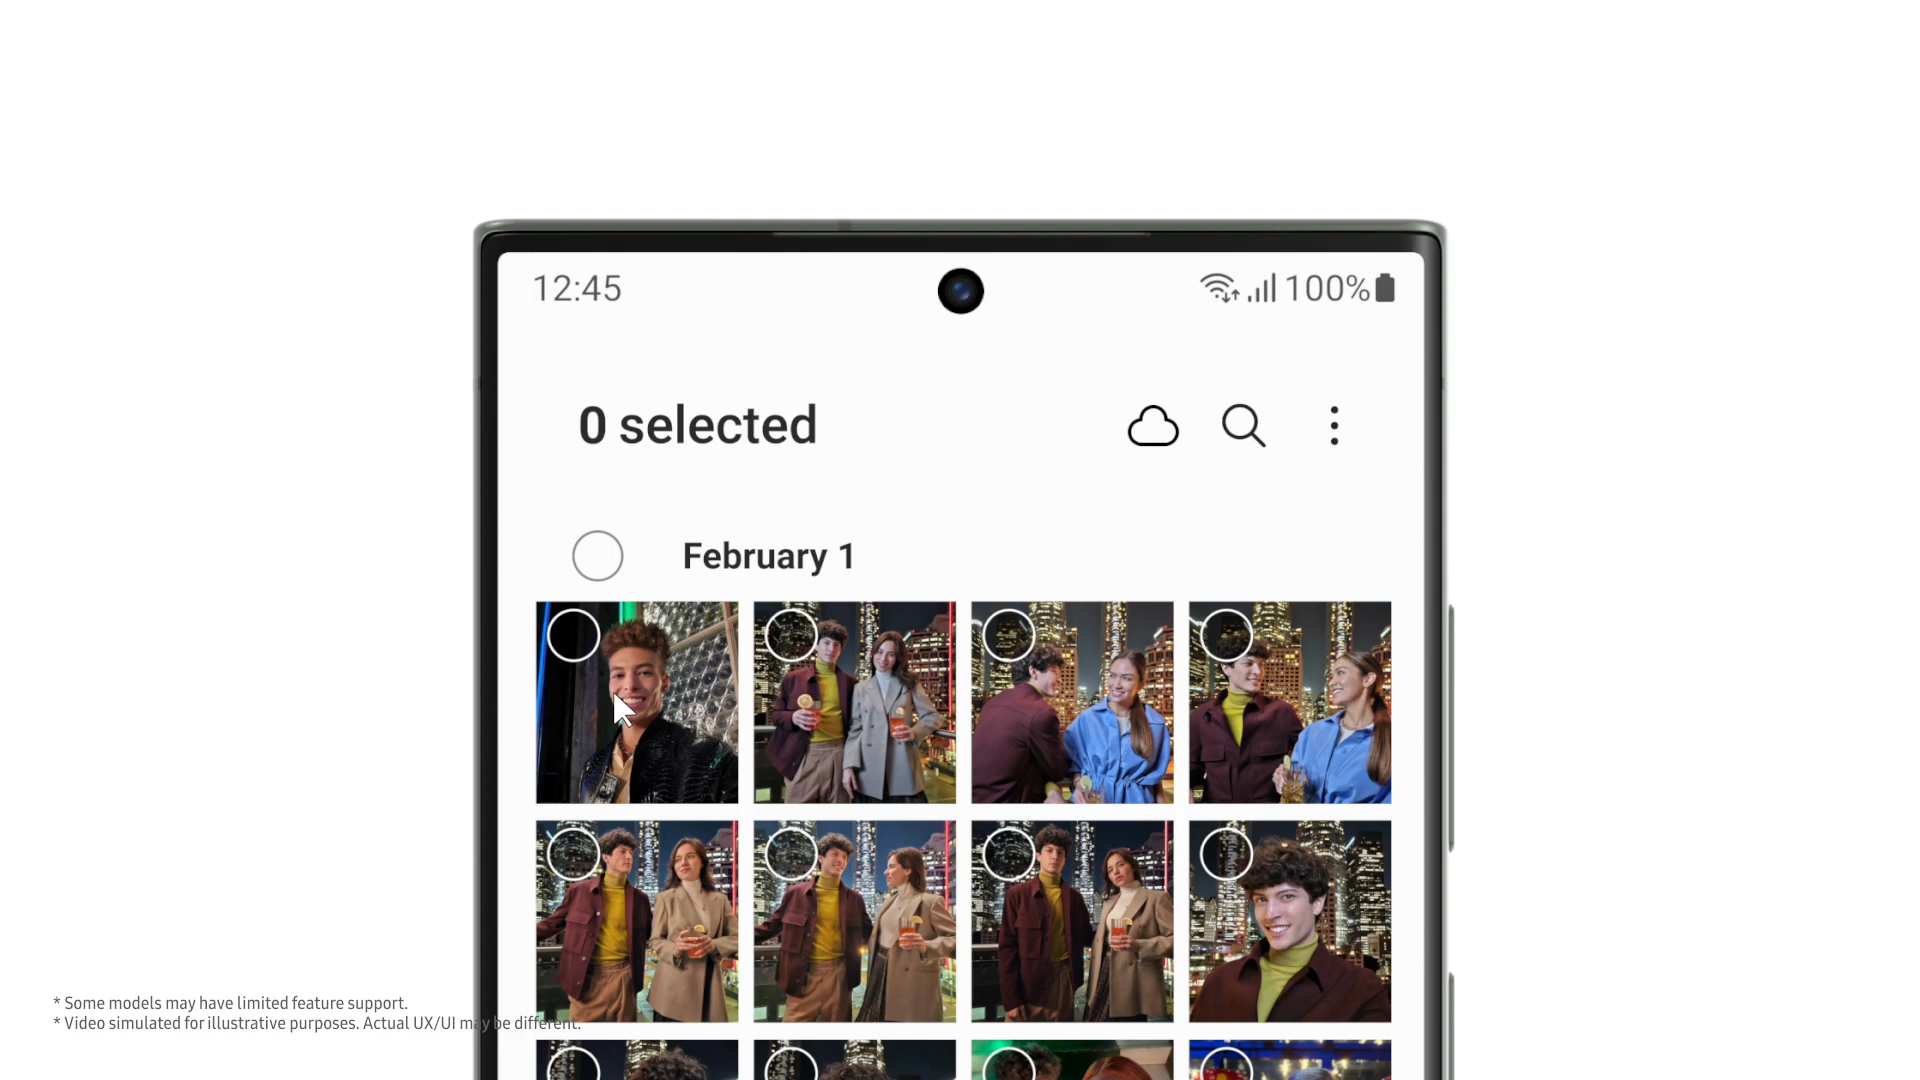 12:45
100%
0 selected
February 1
* Some models may have limited feature support.
* Video simulated for illustrative purposes. Actual UX/UI may be different.